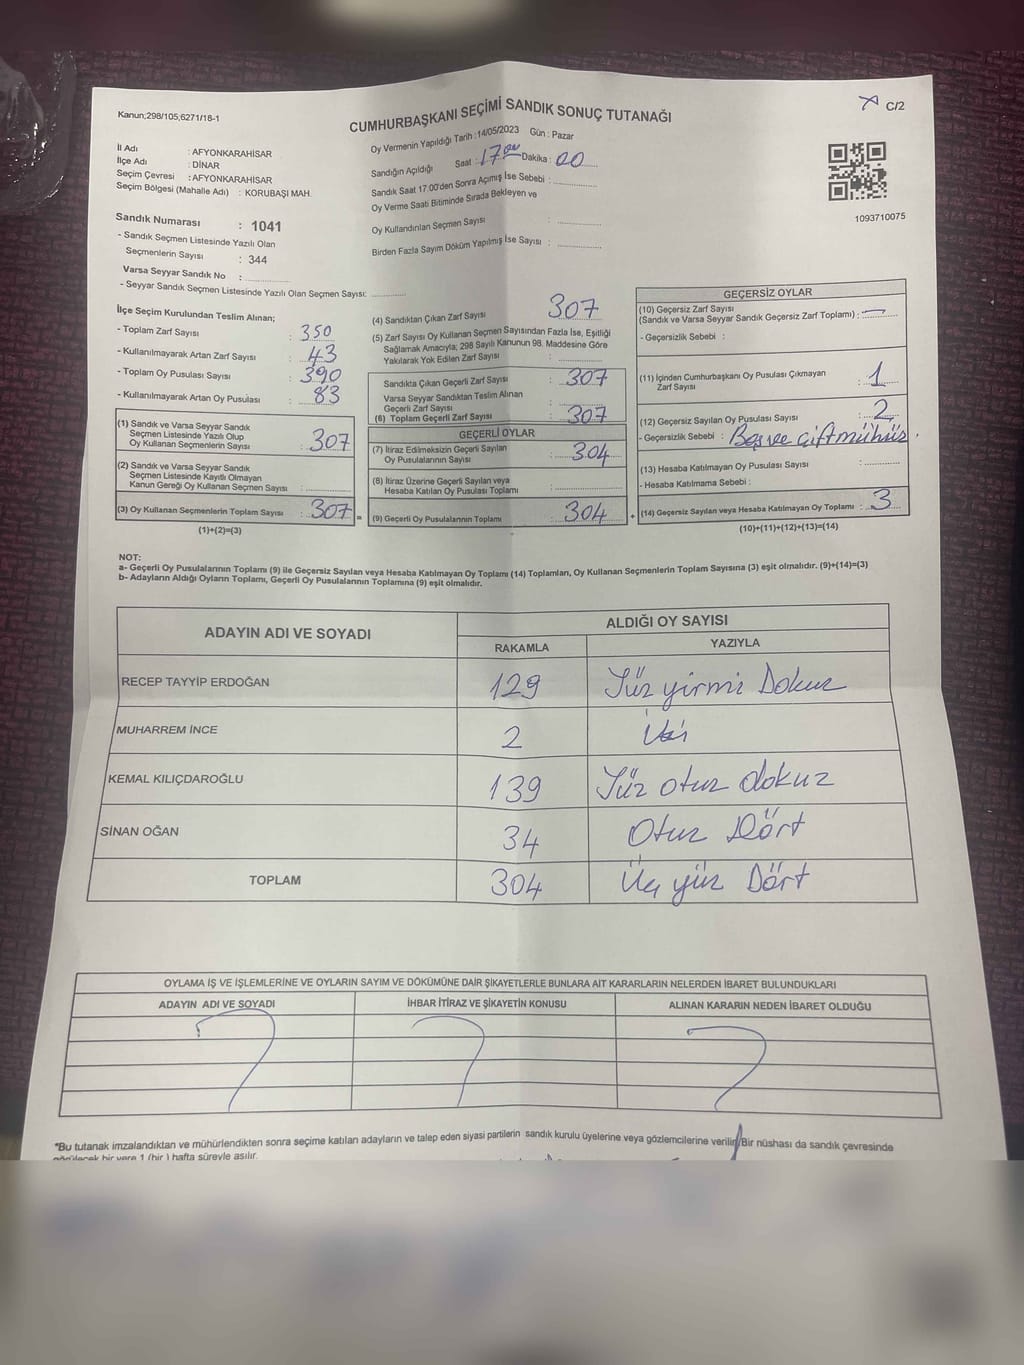 C/2
Kanun;298/105,6271/18-1
CUMHURBAŞKANI SEÇİMİ SANDIK SONUÇ TUTANAĞI
Oy Vermenin Yapıldığı Tarih :14/05/2023 Gün : Pazar
İl Adı : AFYONKARAHİSAR
İlçe Adı : DİNAR
Seçim Çevresi : AFYONKARAHİSAR
Seçim Bölgesi (Mahalle Adı) : KORUBAŞI MAH.
Sandığın Açıldığı Saat : 17 00 Dakika : 00
Sandık Saat 17:00'den Sonra Açımış İse Sebebi :
Oy Verme Saati Bitiminde Sırada Bekleyen ve
Oy Kullandırılan Seçmen Sayısı :
Birden Fazla Sayım Döküm Yapılmış İse Sayısı :
1093710075
Sandık Numarası : 1041
- Sandık Seçmen Listesinde Yazılı Olan
Seçmenlerin Sayısı : 344
Varsa Seyyar Sandık No :
- Seyyar Sandık Seçmen Listesinde Yazılı Olan Seçmen Sayısı:
İlçe Seçim Kurulundan Teslim Alınan;
- Toplam Zarf Sayısı : 350
- Kullanılmayarak Artan Zarf Sayısı : 43
- Toplam Oy Pusulası Sayısı : 390
- Kullanılmayarak Artan Oy Pusulası : 83
(1) Sandık ve Varsa Seyyar Sandık
Seçmen Listesinde Yazılı Olup
Oy Kullanan Seçmenlerin Sayısı : 307
(2) Sandık ve Varsa Seyyar Sandık
Seçmen Listesinde Kayıtlı Olmayan
Kanun Gereği Oy Kullanan Seçmen Sayısı :
(3) Oy Kullanan Seçmenlerin Toplam Sayısı : 307 =
(1)+(2)=(3)
(4) Sandıktan Çıkan Zarf Sayısı 307
(5) Zarf Sayısı Oy Kullanan Seçmen Sayısından Fazla İse, Eşitliği
Sağlamak Amacıyla; 298 Sayılı Kanunun 98. Maddesine Göre
Yakılarak Yok Edilen Zarf Sayısı :
Sandıkta Çıkan Geçerli Zarf Sayısı : 307
Varsa Seyyar Sandıktan Teslim Alınan
Geçerli Zarf Sayısı :
(6) Toplam Geçerli Zarf Sayısı : 307
GEÇERLİ OYLAR
(7) İtiraz Edilmeksizin Geçerli Sayılan
Oy Pusulalarının Sayısı : 304
(8) İtiraz Üzerine Geçerli Sayılan veya
Hesaba Katılan Oy Pusulası Toplamı :
(9) Geçerli Oy Pusulalarının Toplamı : 304 +
GEÇERSİZ OYLAR
(10) Geçersiz Zarf Sayısı
(Sandık ve Varsa Seyyar Sandık Geçersiz Zarf Toplamı) : —
- Geçersizlik Sebebi :
(11) İçinden Cumhurbaşkanı Oy Pusulası Çıkmayan
Zarf Sayısı : 1
(12) Geçersiz Sayılan Oy Pusulası Sayısı : 2
- Geçersizlik Sebebi : Boş ve çift mühür.
(13) Hesaba Katılmayan Oy Pusulası Sayısı :
- Hesaba Katılmama Sebebi :
(14) Geçersiz Sayılan veya Hesaba Katılmayan Oy Toplamı : 3
(10)+(11)+(12)+(13)=(14)
NOT:
a- Geçerli Oy Pusulalarının Toplamı (9) ile Geçersiz Sayılan veya Hesaba Katılmayan Oy Toplamı (14) Toplamları, Oy Kullanan Seçmenlerin Toplam Sayısına (3) eşit olmalıdır. (9)+(14)=(3)
b- Adayların Aldığı Oyların Toplamı, Geçerli Oy Pusulalarının Toplamına (9) eşit olmalıdır.
ADAYIN ADI VE SOYADI
ALDIĞI OY SAYISI
RAKAMLA YAZIYLA
RECEP TAYYİP ERDOĞAN 129 Yüz yirmi Dokuz
MUHARREM İNCE 2 iki
KEMAL KILIÇDAROĞLU 139 Yüz otuz dokuz
SİNAN OĞAN 34 Otuz Dört
TOPLAM 304 Üç yüz Dört
OYLAMA İŞ VE İŞLEMLERİNE VE OYLARIN SAYIM VE DÖKÜMÜNE DAİR ŞİKAYETLERLE BUNLARA AİT KARARLARIN NELERDEN İBARET BULUNDUKLARI
ADAYIN ADI VE SOYADI İHBAR İTİRAZ VE ŞİKAYETİN KONUSU ALINAN KARARIN NEDEN İBARET OLDUĞU
*Bu tutanak imzalandıktan ve mühürlendikten sonra seçime katılan adayların ve talep eden siyasi partilerin sandık kurulu üyelerine veya gözlemcilerine verilir. Bir nüshası da sandık çevresinde
görülecek bir yere 1 (bir ) hafta süreyle asılır.